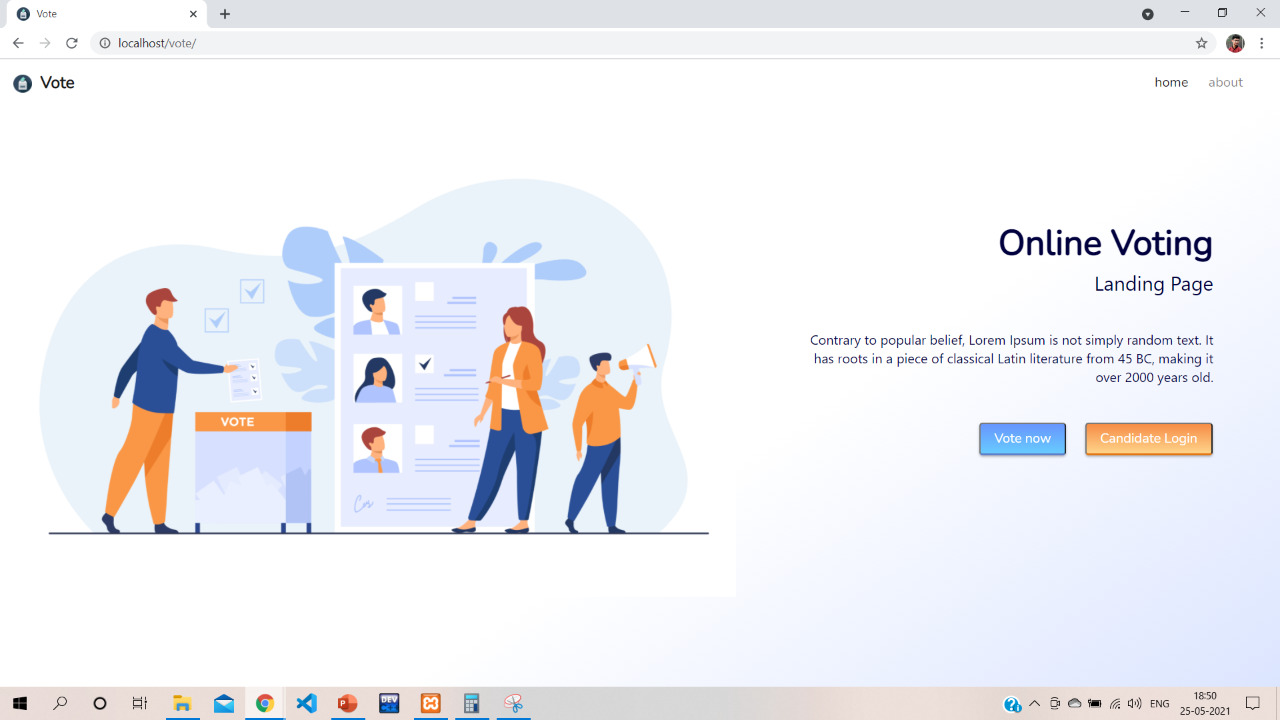 Vote
localhost/vote/
Vote
home
about
Online Voting
Landing Page
Contrary to popular belief, Lorem Ipsum is not simply random text. It
has roots in a piece of classical Latin literature from 45 BC, making it
over 2000 years old.
Vote now
Candidate Login
VOTE
DEV
ENG
18:50
25-05-2021